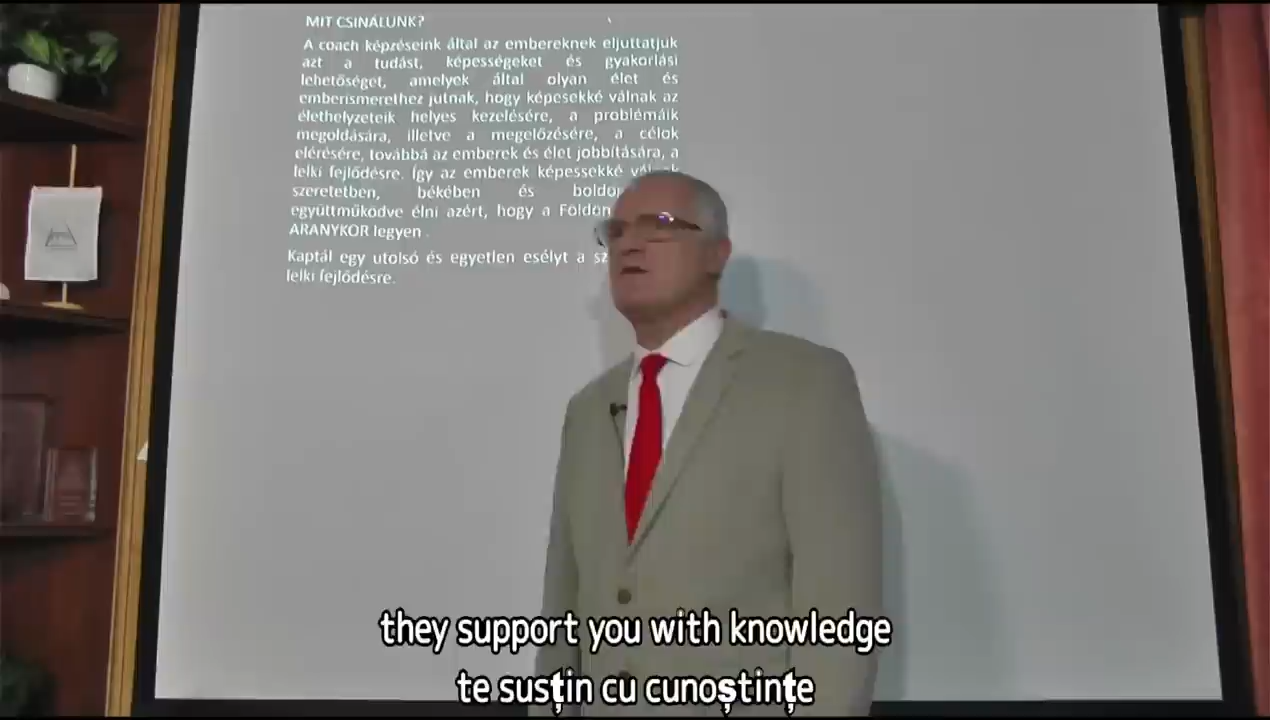 MIT CSINÁLUNK?
A coach képzéseink által az embereknek eljuttatjuk
azt a tudást, képességeket és gyakorlási
lehetőséget, amelyek által olyan élet és
emberismerethez jutnak, hogy képesekké válnak az
élethelyzeteik helyes kezelésére, a problémáik
megoldására, illetve a megelőzésére, a célok
elérésére, továbbá az emberek és élet jobbítására, a
lelki fejlődésre. Így az emberek képessekké
szeretetben, békében és
együttműködve élni azért, hogy a
ARANYKOR legyen .
Kaptál egy utolsó és egyetlen esélyt a
lelki fejlődésre.
they support you with knowledge
te susțin cu cunoștințe